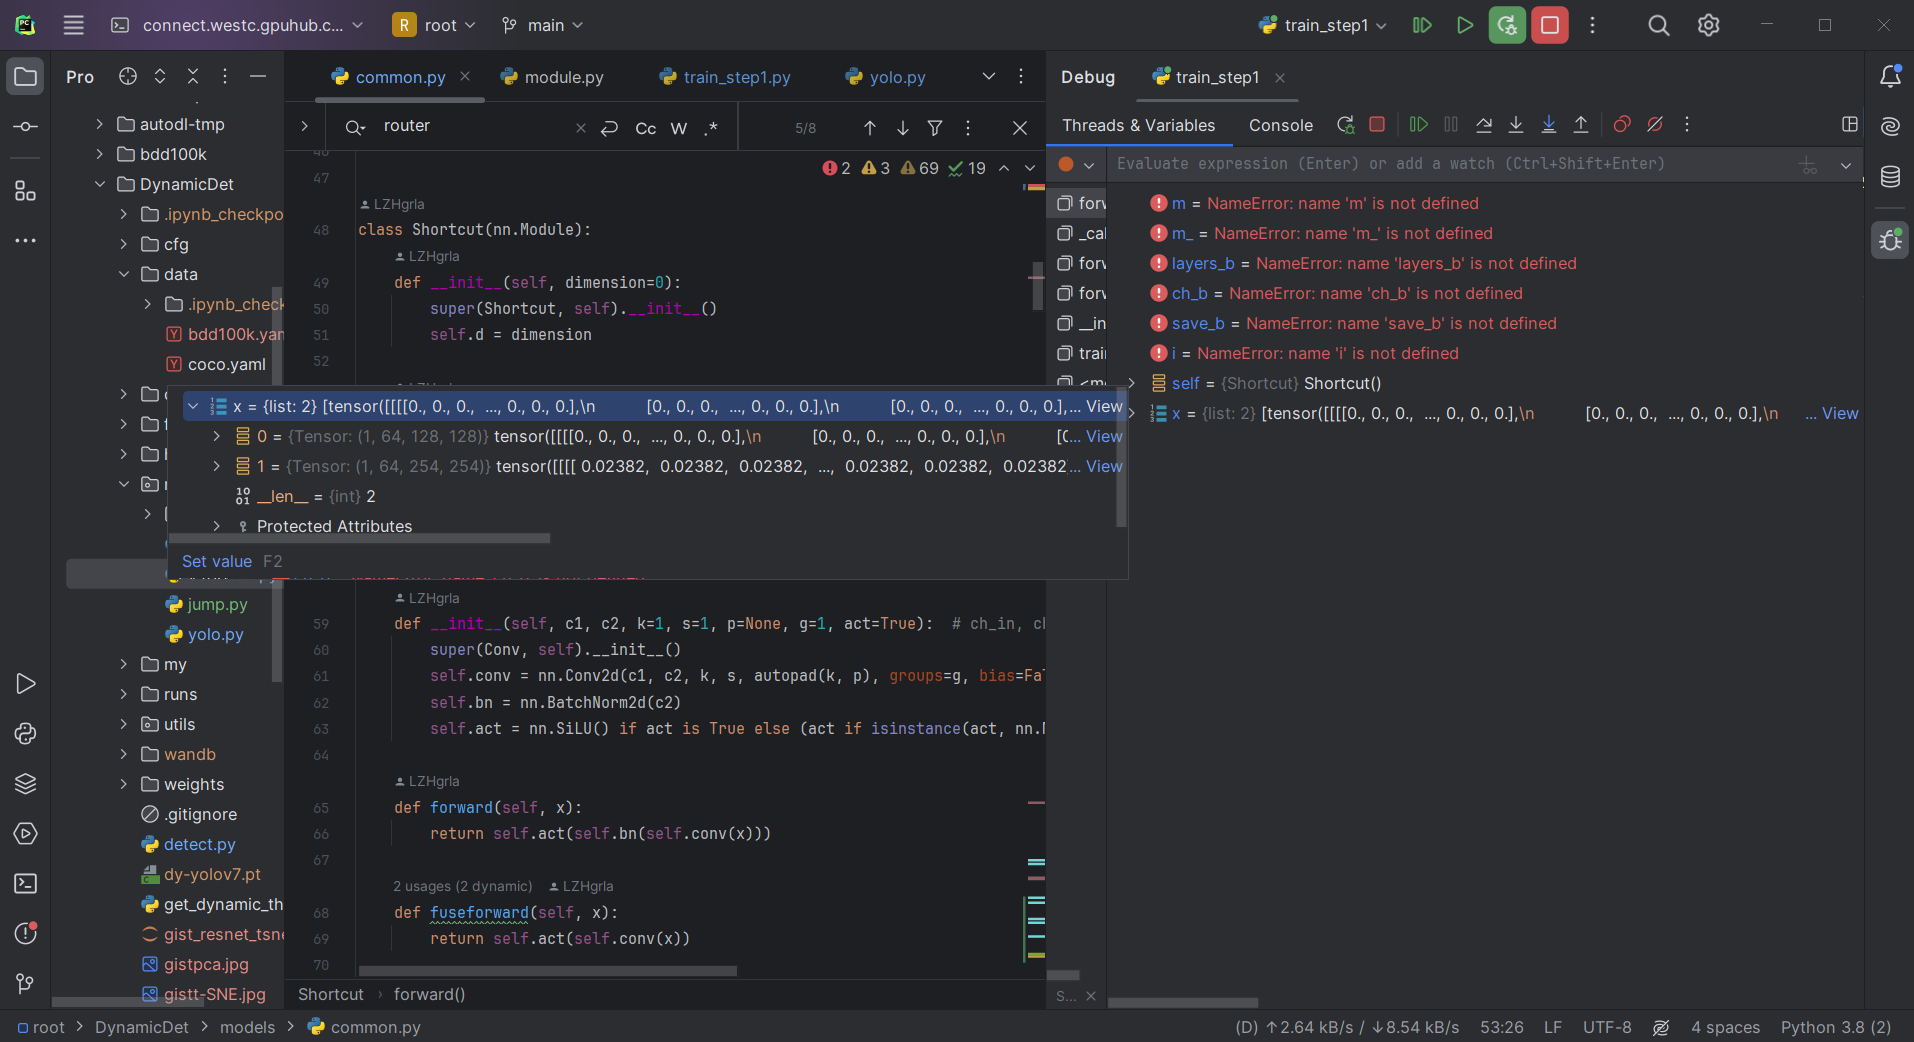 connect.westc.gpuhub.c...
R root
main
train_step1
Pro
common.py
module.py
train_step1.py
yolo.py
Debug
train_step1
router
Cc W .*
5/8
Threads & Variables
Console
Evaluate expression (Enter) or add a watch (Ctrl+Shift+Enter)
autodl-tmp
bdd100k
DynamicDet
.ipynb_checkpo
cfg
data
.ipynb_check
bdd100k.yan
coco.yaml
2 3 69 19
47
LZHgrla
48 class Shortcut(nn.Module):
LZHgrla
49 def __init__(self, dimension=0):
50 super(Shortcut, self).__init__()
51 self.d = dimension
52
forw
_cal
forw
forw
__in
trai
<m
m = NameError: name 'm' is not defined
m_ = NameError: name 'm_' is not defined
layers_b = NameError: name 'layers_b' is not defined
ch_b = NameError: name 'ch_b' is not defined
save_b = NameError: name 'save_b' is not defined
i = NameError: name 'i' is not defined
self = {Shortcut} Shortcut()
x = {list: 2} [tensor([[[[0., 0., 0., ..., 0., 0., 0.],\n [0., 0., 0., ..., 0., 0., 0.],\n ... View
x = {list: 2} [tensor([[[[0., 0., 0., ..., 0., 0., 0.],\n [0., 0., 0., ..., 0., 0., 0.],\n [0., 0., 0., ..., 0., 0., 0.],... View
0 = {Tensor: (1, 64, 128, 128)} tensor([[[[0., 0., 0., ..., 0., 0., 0.],\n [0., 0., 0., ..., 0., 0., 0.],\n [0... View
1 = {Tensor: (1, 64, 254, 254)} tensor([[[[ 0.02382, 0.02382, 0.02382, ..., 0.02382, 0.02382, 0.02382... View
__len__ = {int} 2
Protected Attributes
Set value F2
jump.py
yolo.py
my
runs
utils
wandb
weights
.gitignore
detect.py
dy-yolov7.pt
get_dynamic_th
gist_resnet_tsne
gistpca.jpg
gistt-SNE.jpg
LZHgrla
59 def __init__(self, c1, c2, k=1, s=1, p=None, g=1, act=True): # ch_in, ch
60 super(Conv, self).__init__()
61 self.conv = nn.Conv2d(c1, c2, k, s, autopad(k, p), groups=g, bias=Fal
62 self.bn = nn.BatchNorm2d(c2)
63 self.act = nn.SiLU() if act is True else (act if isinstance(act, nn.M
64
LZHgrla
65 def forward(self, x):
66 return self.act(self.bn(self.conv(x)))
67
2 usages (2 dynamic) LZHgrla
68 def fuseforward(self, x):
69 return self.act(self.conv(x))
70
Shortcut › forward()
S...
root > DynamicDet > models > common.py
(D) ↑2.64 kB/s / ↓8.54 kB/s 53:26 LF UTF-8 4 spaces Python 3.8 (2)